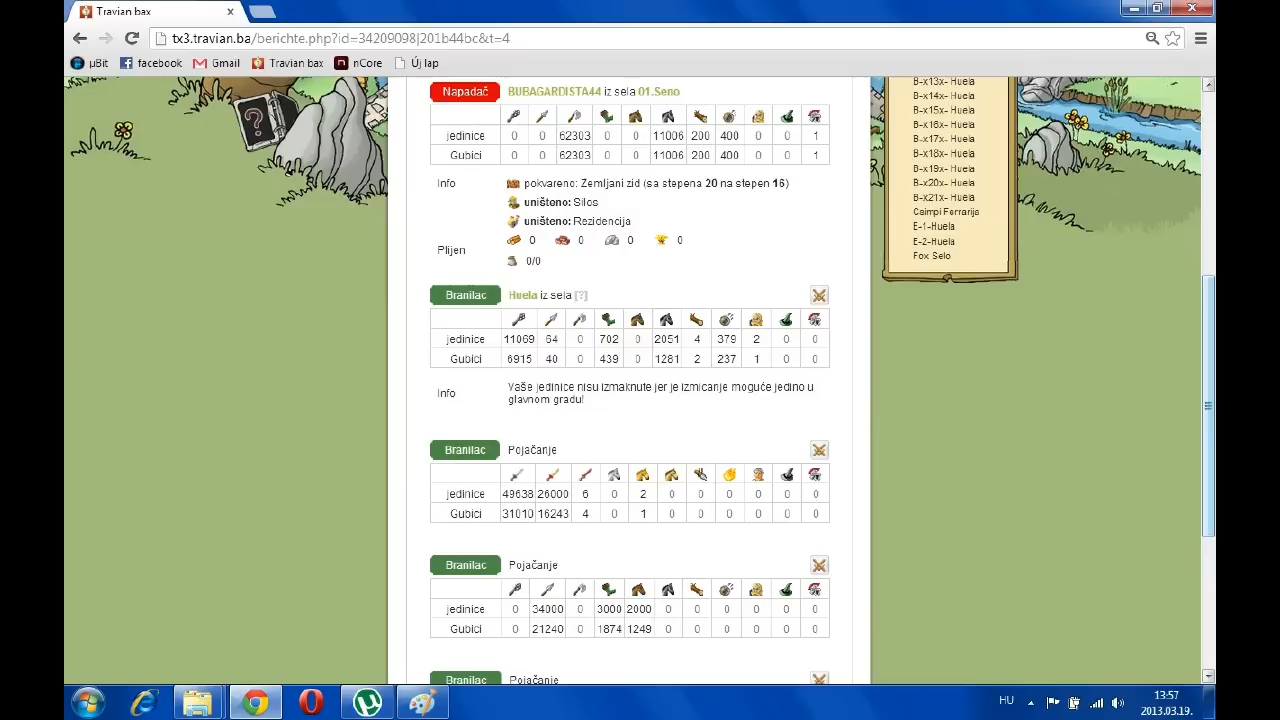 Travian bax
tx3.travian.ba/berichte.php?id=34209098|201b44bc&t=4
µBit facebook Gmail Travian bax nCore Új lap
Napadač BUBAGARDISTA44 iz sela 01.Seno
jedinice 0 0 62303 0 0 11006 200 400 0 0 1
Gubici 0 0 62303 0 0 11006 200 400 0 0 1
Info pokvareno: Zemljani zid (sa stepena 20 na stepen 16)
uništeno: Silos
uništeno: Rezidencija
Plijen 0 0 0 0
0/0
Branilac Huela iz sela [?]
jedinice 11069 64 0 702 0 2051 4 379 2 0 0
Gubici 6915 40 0 439 0 1281 2 237 1 0 0
Info Vaše jedinice nisu izmaknute jer je izmicanje moguće jedino u
glavnom gradu!
Branilac Pojačanje
jedinice 49638 26000 6 0 2 0 0 0 0 0 0
Gubici 31010 16243 4 0 1 0 0 0 0 0 0
Branilac Pojačanje
jedinice 0 34000 0 3000 2000 0 0 0 0 0 0
Gubici 0 21240 0 1874 1249 0 0 0 0 0 0
Branilac Pojačanje
B-x13x- Huela
B-x14x- Huela
B-x15x- Huela
B-x16x- Huela
B-x17x- Huela
B-x18x- Huela
B-x19x- Huela
B-x20x- Huela
B-x21x- Huela
Ceimpi Ferrarija
E-1-Huela
E-2-Huela
Fox Selo
HU 13:57
2013.03.19.